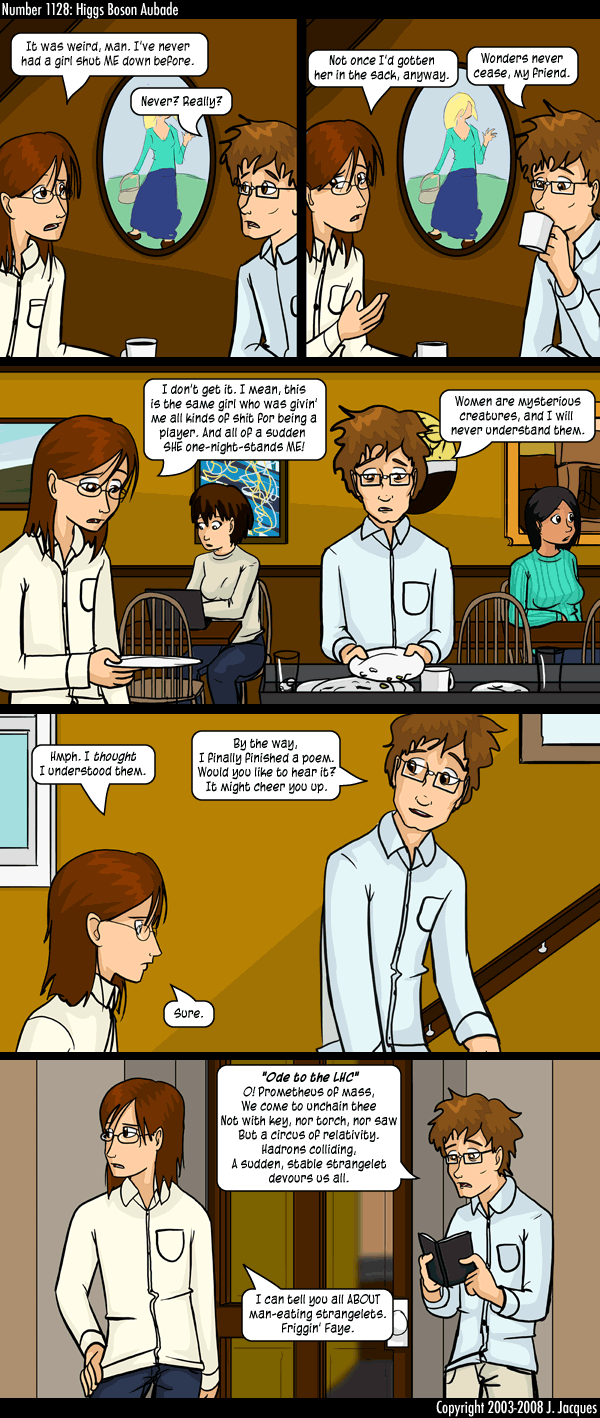 Number 1128: Higgs Boson Aubade
It was weird, man. I've never
had a girl shut ME down before.
Never? Really?
Not once I'd gotten
her in the sack, anyway.
Wonders never
cease, my friend.
I don't get it. I mean, this
is the same girl who was givin'
me all kinds of shit for being a
player. And all of a sudden
SHE one-night-stands ME!
Women are mysterious
creatures, and I will
never understand them.
Hmph. I thought
I understood them.
By the way,
I finally finished a poem.
Would you like to hear it?
It might cheer you up.
Sure.
"Ode to the LHC"
O! Prometheus of mass,
We come to unchain thee
Not with key, nor torch, nor saw
But a circus of relativity.
Hadrons colliding,
A sudden, stable strangelet
devours us all.
I can tell you all ABOUT
man-eating strangelets.
Friggin' Faye.
Copyright 2003-2008 J. Jacques